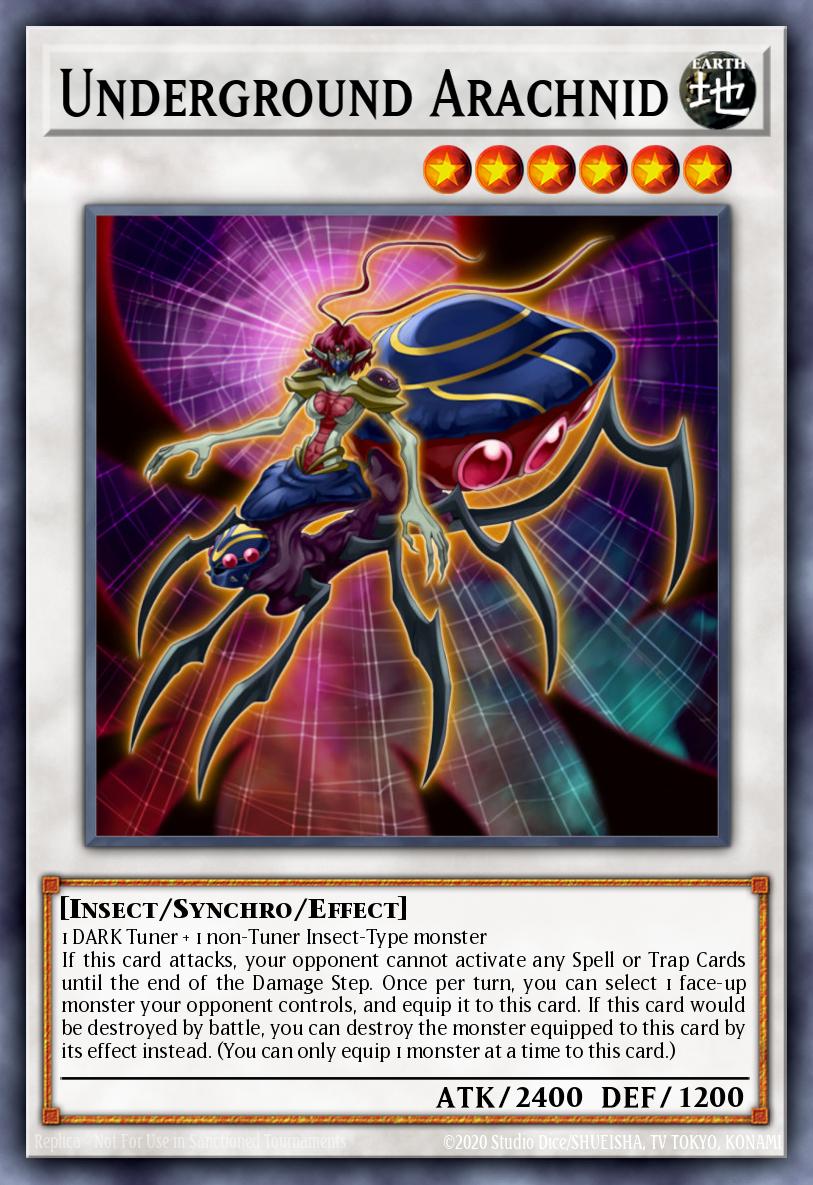 Underground Arachnid
EARTH
地
[Insect/Synchro/Effect]
1 DARK Tuner + 1 non-Tuner Insect-Type monster
If this card attacks, your opponent cannot activate any Spell or Trap Cards
until the end of the Damage Step. Once per turn, you can select 1 face-up
monster your opponent controls, and equip it to this card. If this card would
be destroyed by battle, you can destroy the monster equipped to this card by
its effect instead. (You can only equip 1 monster at a time to this card.)
ATK/2400 DEF/1200
Replica - Not For Use in Sanctioned Tournaments
©2020 Studio Dice/SHUEISHA, TV TOKYO, KONAMI